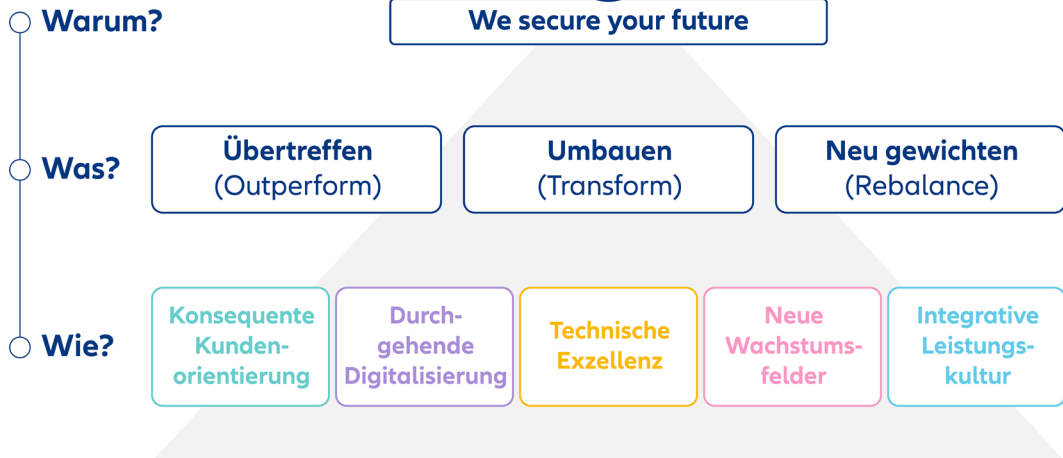 Warum?
We secure your future
Was?
Übertreffen
(Outperform)
Umbauen
(Transform)
Neu gewichten
(Rebalance)
Wie?
Konsequente
Kunden-
orientierung
Durch-
gehende
Digitalisierung
Technische
Exzellenz
Neue
Wachstums-
felder
Integrative
Leistungs-
kultur